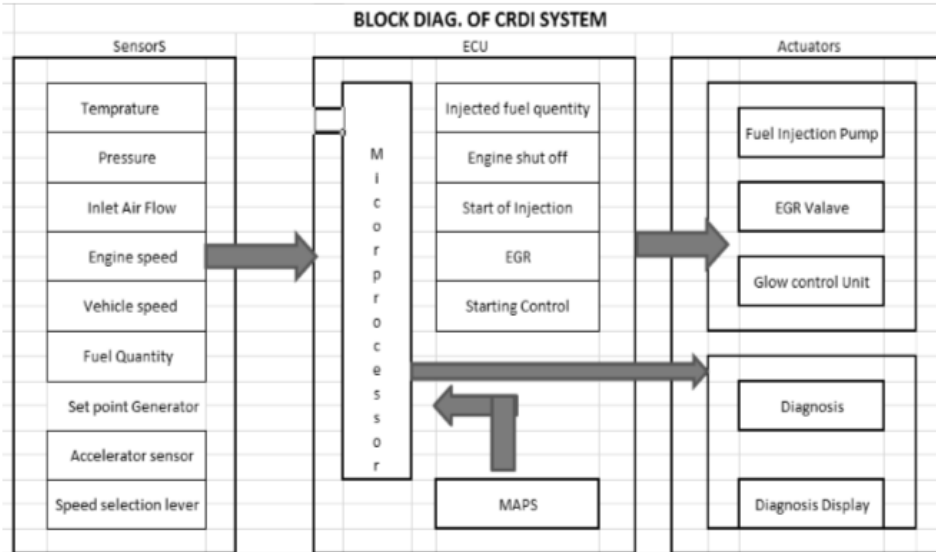 BLOCK DIAG. OF CRDI SYSTEM
SensorS
ECU
Actuators
Temprature
Pressure
Inlet Air Flow
Engine speed
Vehicle speed
Fuel Quantity
Set point Generator
Accelerator sensor
Speed selection lever
Micorprocessor
Injected fuel quentity
Engine shut off
Start of Injection
EGR
Starting Control
MAPS
Fuel Injection Pump
EGR Valave
Glow control Unit
Diagnosis
Diagnosis Display